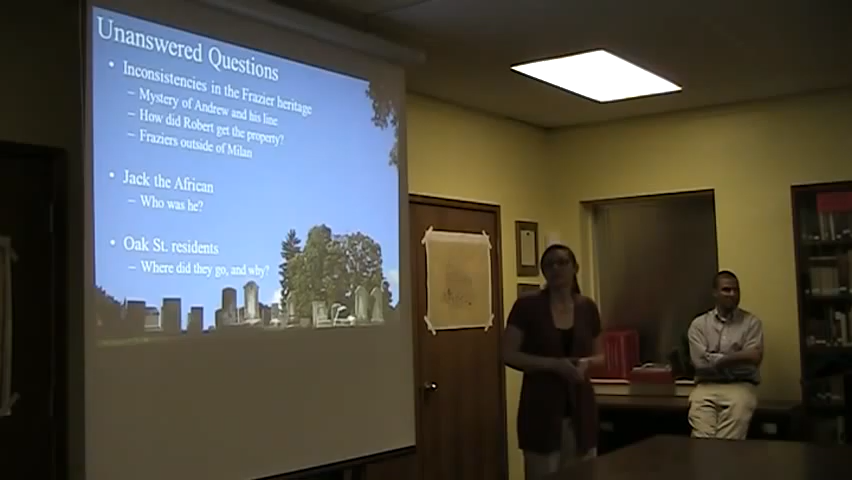 Unanswered Questions
• Inconsistencies in the Frazier heritage
– Mystery of Andrew and his line
– How did Robert get the property?
– Fraziers outside of Milan
• Jack the African
– Who was he?
• Oak St. residents
– Where did they go, and why?